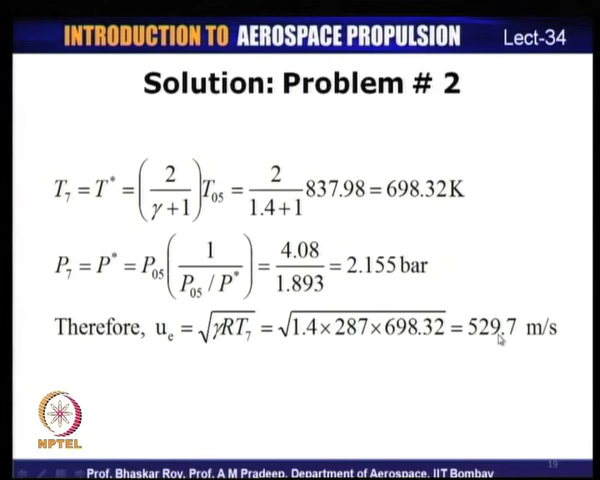 INTRODUCTION TO AEROSPACE PROPULSION Lect-34
Solution: Problem # 2
T₇ = T* = (2 / (γ + 1)) T₀₅ = 2 / (1.4 + 1) 837.98 = 698.32 K
P₇ = P* = P₀₅ (1 / (P₀₅ / P*)) = 4.08 / 1.893 = 2.155 bar
Therefore, uₑ = √(γRT₇) = √(1.4 × 287 × 698.32) = 529.7 m/s
NPTEL
19
Prof. Bhaskar Roy, Prof. A M Pradeep, Department of Aerospace, IIT Bombay